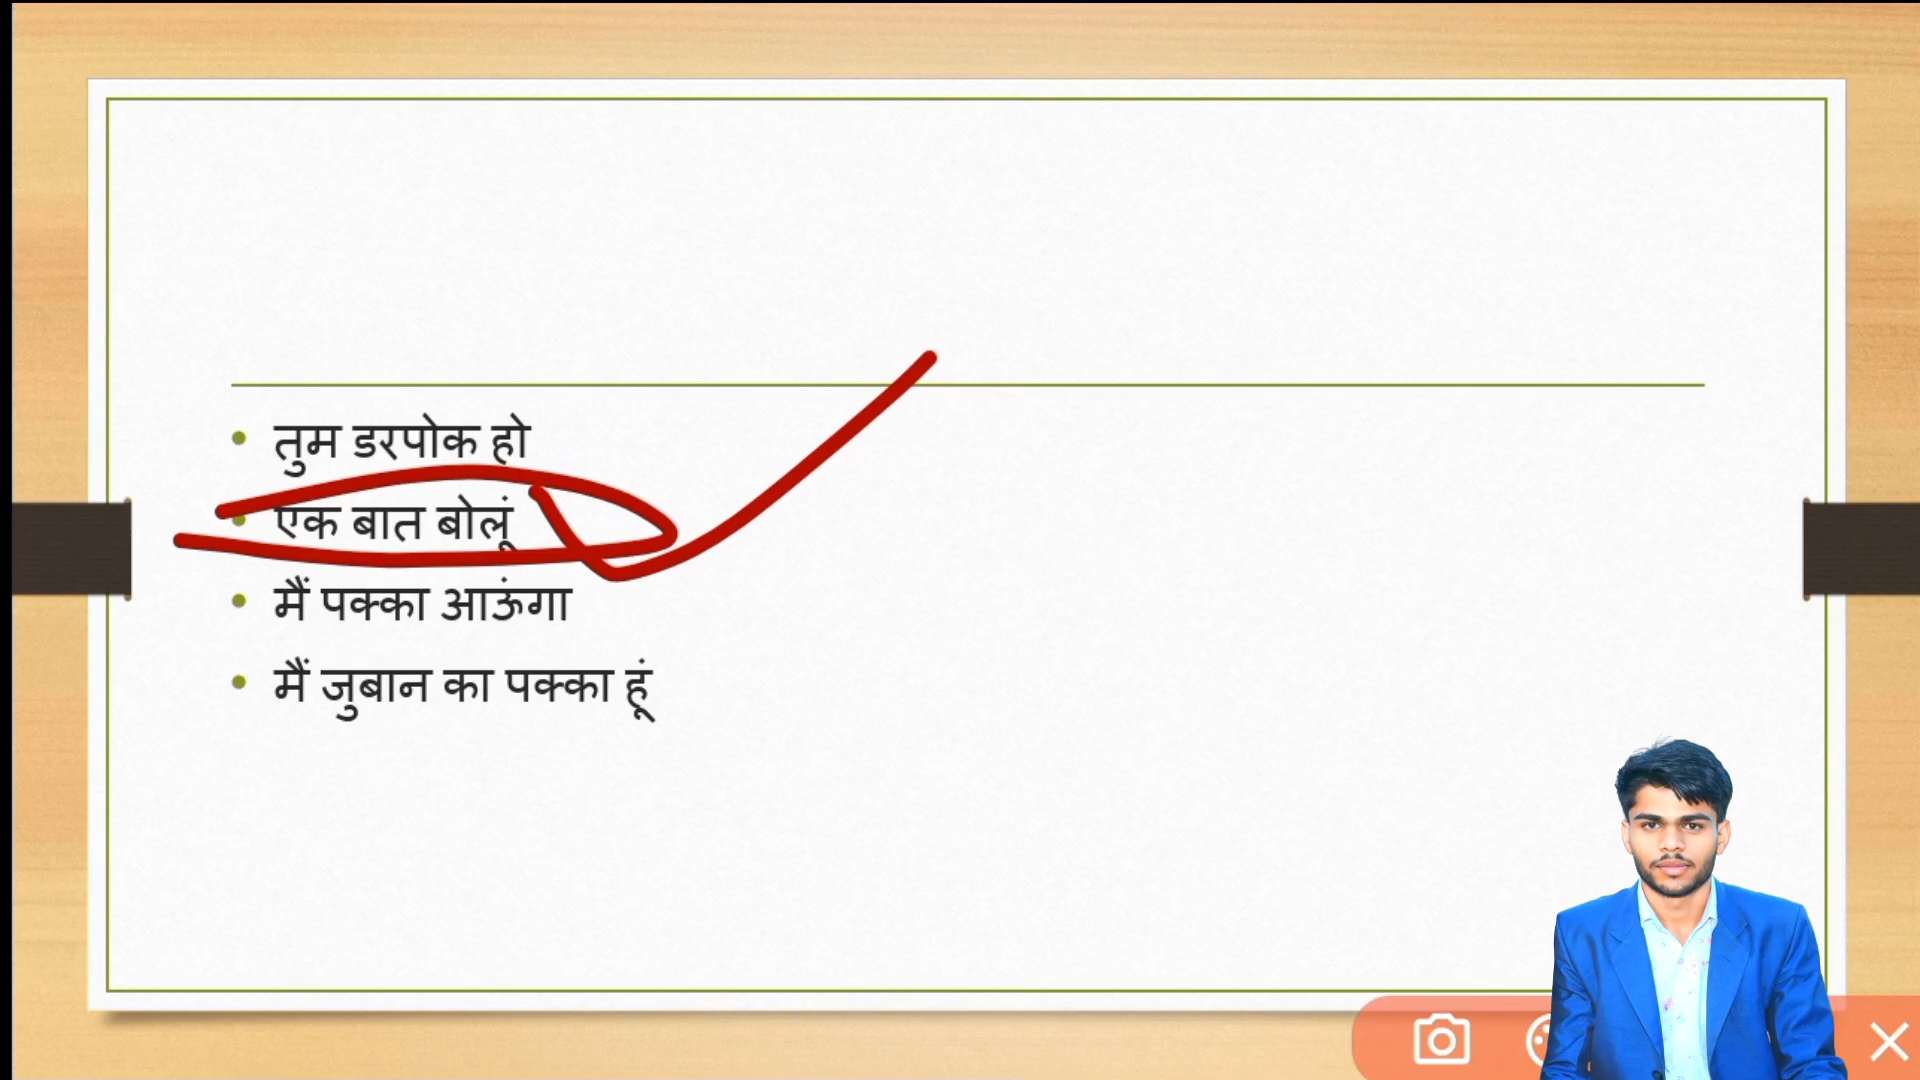 तुम डरपोक हो
एक बात बोलूं
मैं पक्का आऊंगा
मैं जुबान का पक्का हूं